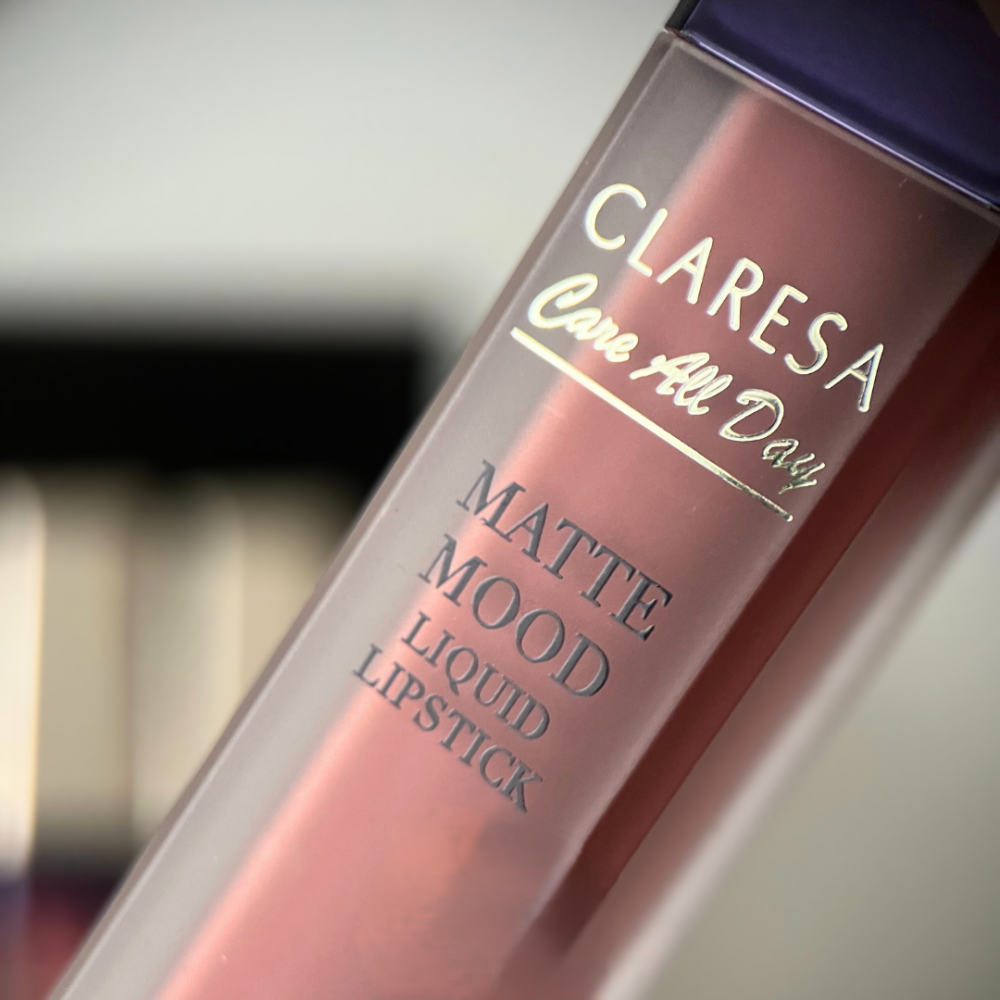 CLARESA
Care All Day
MATTE
MOOD
LIQUID
LIPSTICK